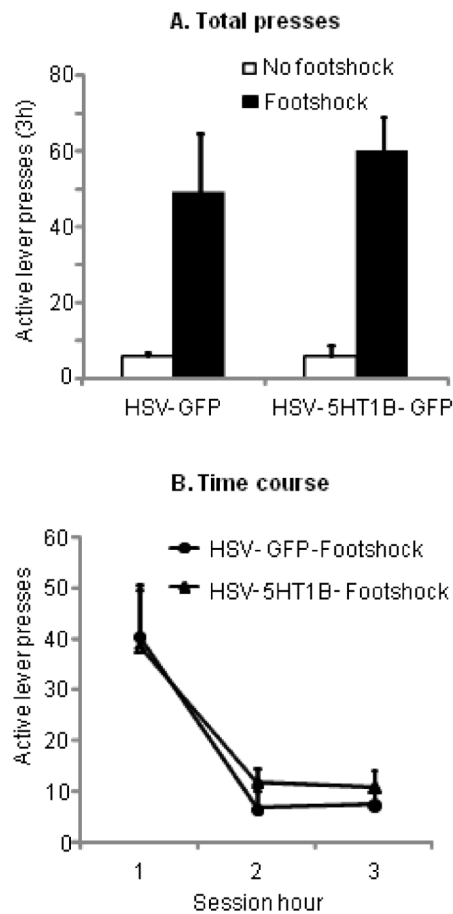 A. Total presses
No footshock
Footshock
Active lever presses (3h)
80
60
40
20
0
HSV-GFP
HSV-5HT1B-GFP
B. Time course
HSV-GFP-Footshock
HSV-5HT1B-Footshock
Active lever presses
60
50
40
30
20
10
0
1 2 3
Session hour